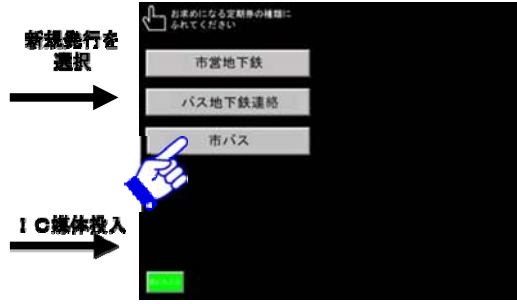 新規発行を
選択
お求めになる定期券の種類に
ふれてください
市営地下鉄
バス地下鉄連絡
市バス
IC媒体投入